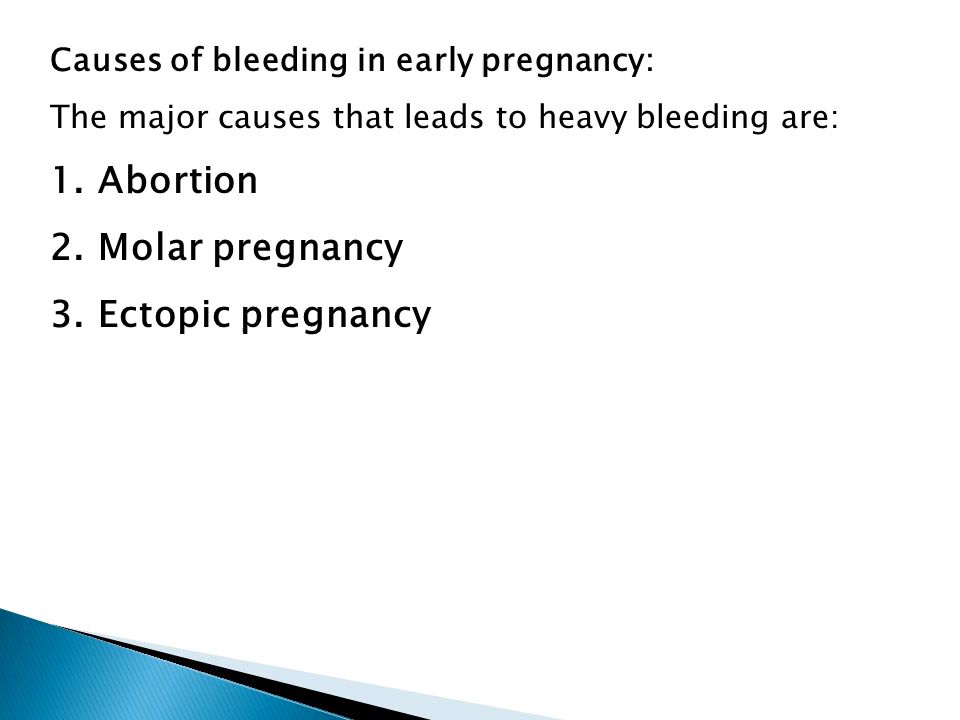 Causes of bleeding in early pregnancy:
The major causes that leads to heavy bleeding are:
1. Abortion
2. Molar pregnancy
3. Ectopic pregnancy